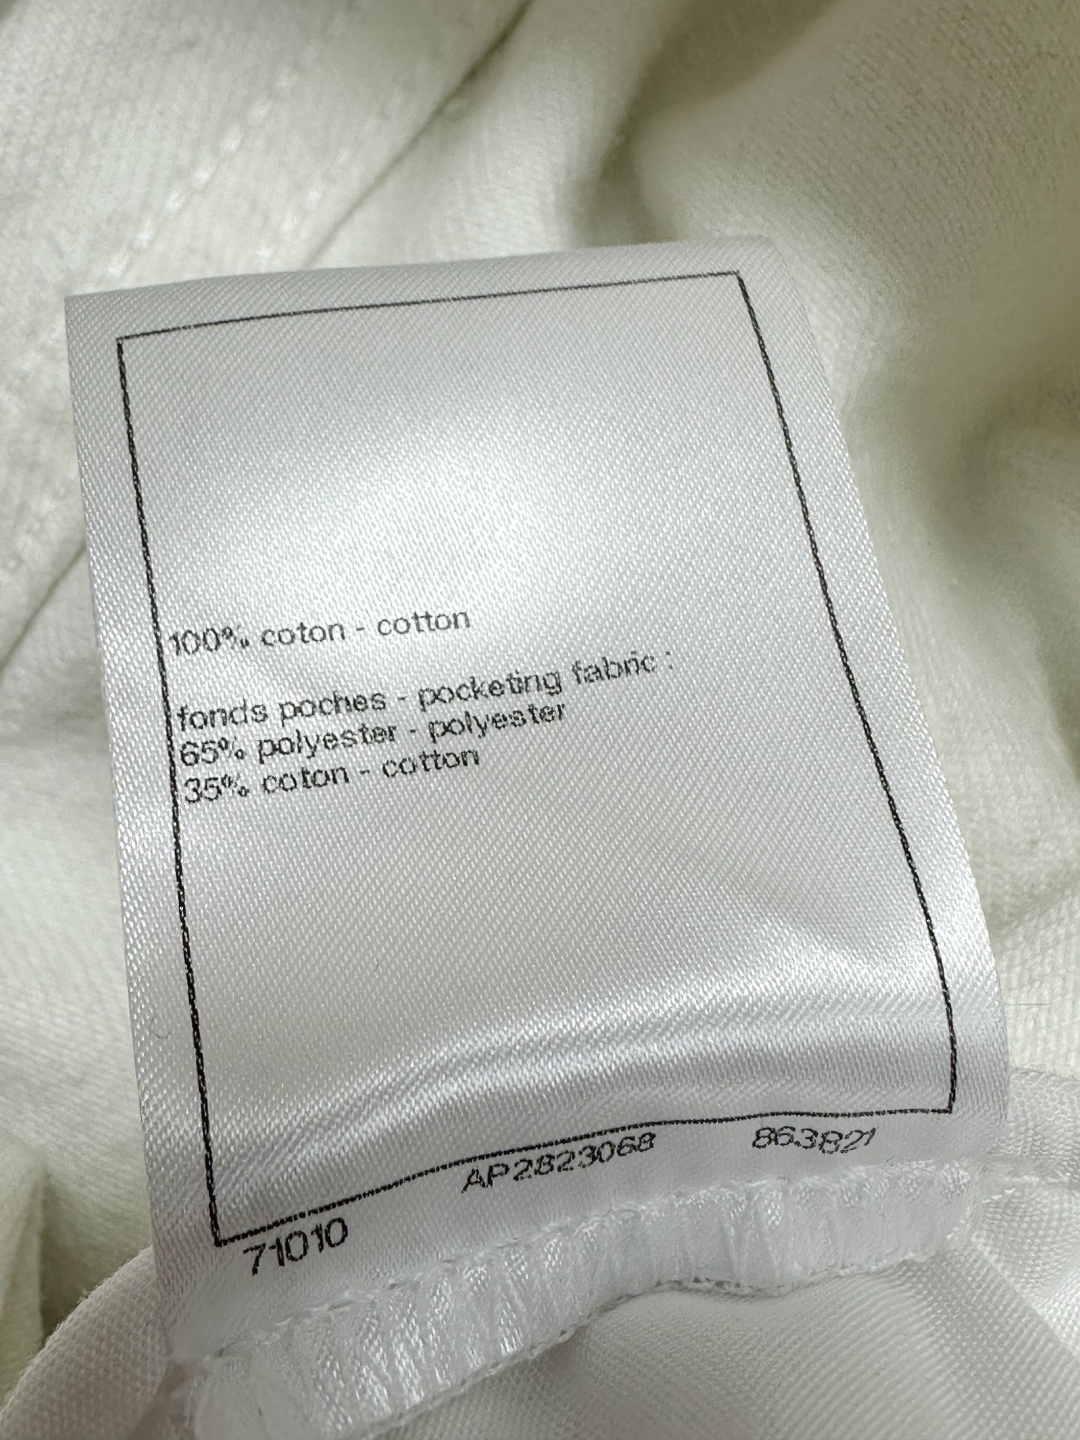 100% coton - cotton
fonds poches - pocketing fabric :
65% polyester - polyester
35% coton - cotton
71010 AP2823068 863821